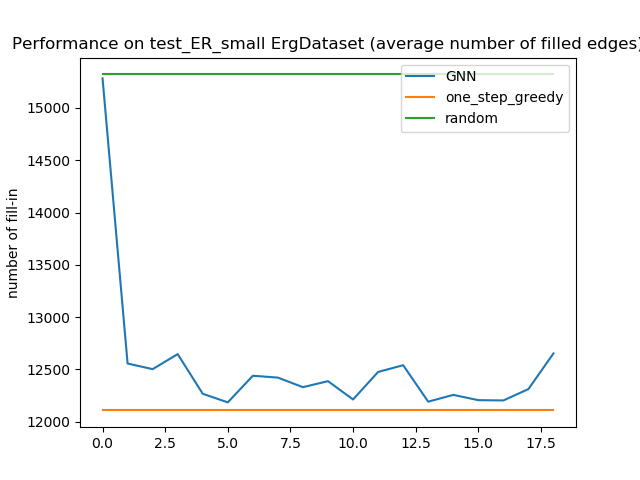 Performance on test_ER_small ErgDataset (average number of filled edges)
GNN
one_step_greedy
random
number of fill-in
15000
14500
14000
13500
13000
12500
12000
0.0 2.5 5.0 7.5 10.0 12.5 15.0 17.5